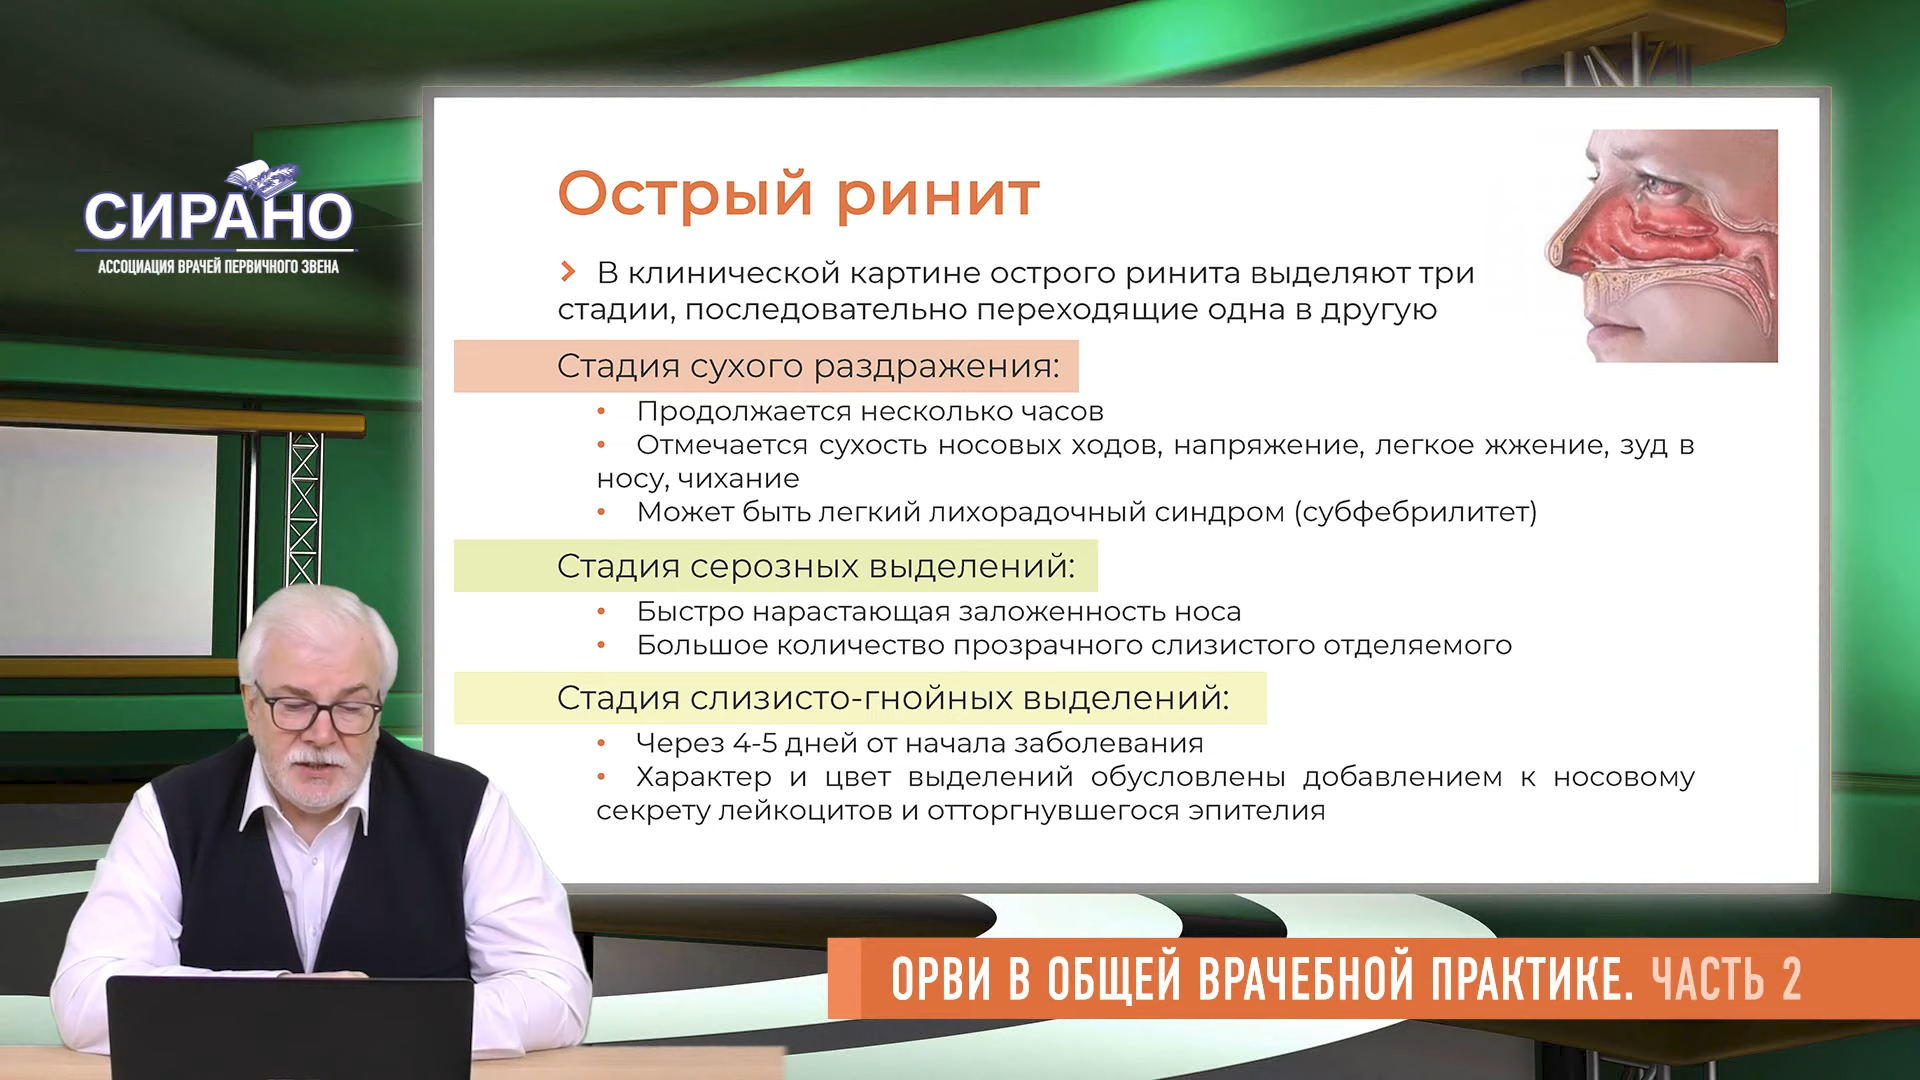 СИРАНО
АССОЦИАЦИЯ ВРАЧЕЙ ПЕРВИЧНОГО ЗВЕНА
Острый ринит
В клинической картине острого ринита выделяют три
стадии, последовательно переходящие одна в другую
Стадия сухого раздражения:
• Продолжается несколько часов
• Отмечается сухость носовых ходов, напряжение, легкое жжение, зуд в
носу, чихание
• Может быть легкий лихорадочный синдром (субфебрилитет)
Стадия серозных выделений:
• Быстро нарастающая заложенность носа
• Большое количество прозрачного слизистого отделяемого
Стадия слизисто-гнойных выделений:
• Через 4-5 дней от начала заболевания
• Характер и цвет выделений обусловлены добавлением к носовому
секрету лейкоцитов и отторгнувшегося эпителия
ОРВИ В ОБЩЕЙ ВРАЧЕБНОЙ ПРАКТИКЕ. ЧАСТЬ 2